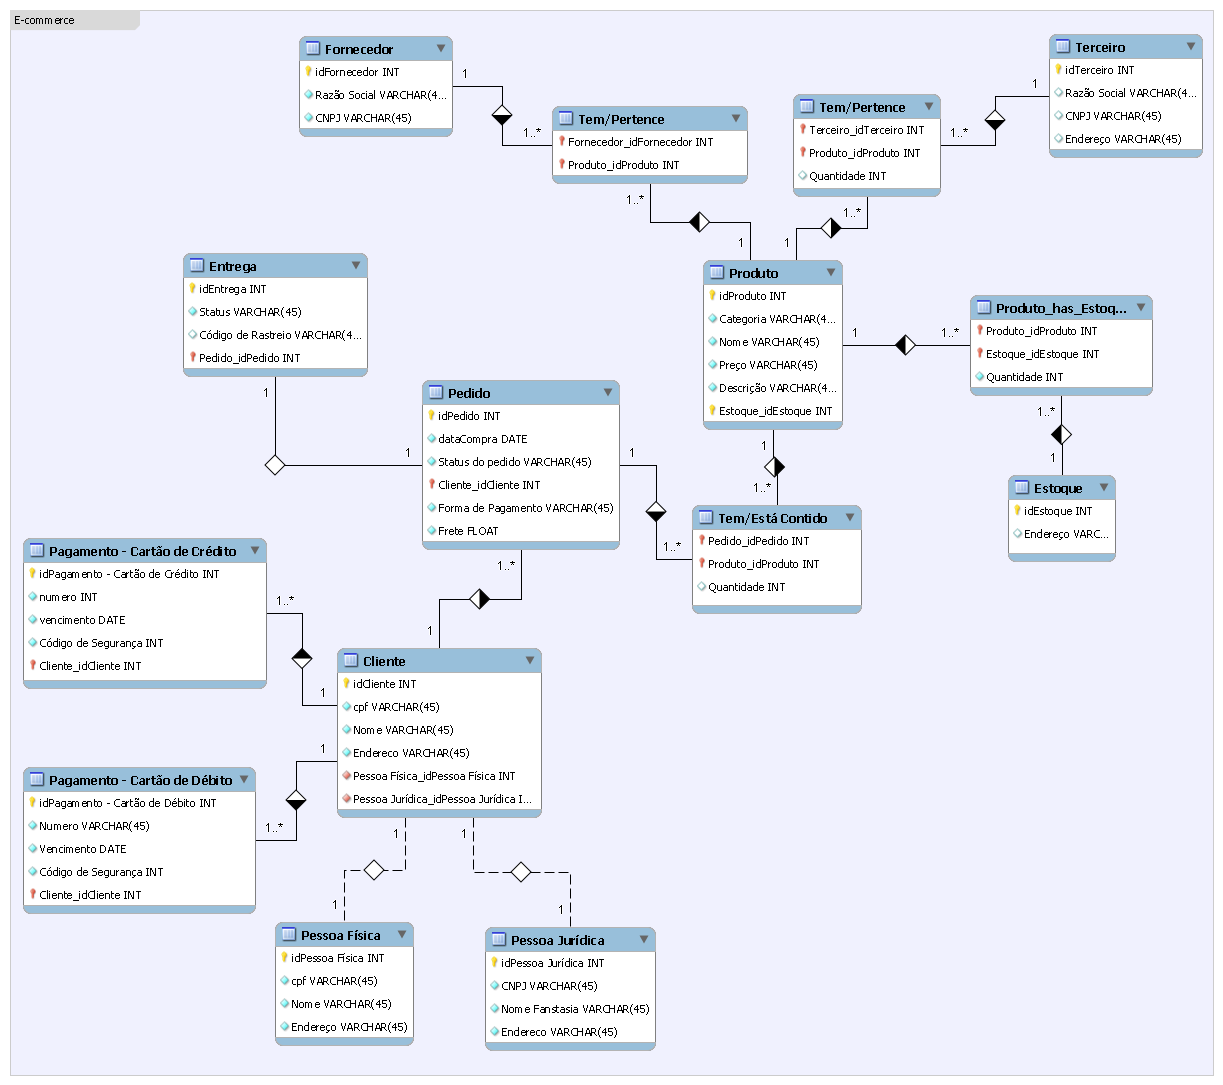 E-commerce
Fornecedor
idFornecedor INT
Razão Social VARCHAR(4...
CNPJ VARCHAR(45)
1
1..*
Tem/Pertence
Fornecedor_idFornecedor INT
Produto_idProduto INT
1..*
1
Terceiro
idTerceiro INT
Razão Social VARCHAR(4...
CNPJ VARCHAR(45)
Endereço VARCHAR(45)
1
1..*
Tem/Pertence
Terceiro_idTerceiro INT
Produto_idProduto INT
Quantidade INT
1..*
1
Entrega
idEntrega INT
Status VARCHAR(45)
Código de Rastreio VARCHAR(4...
Pedido_idPedido INT
1
1
Produto
idProduto INT
Categoria VARCHAR(4...
Nome VARCHAR(45)
Preço VARCHAR(45)
Descrição VARCHAR(4...
Estoque_idEstoque INT
1
1..*
Produto_has_Estoq...
Produto_idProduto INT
Estoque_idEstoque INT
Quantidade INT
1..*
1
Estoque
idEstoque INT
Endereço VARC...
Pedido
idPedido INT
dataCompra DATE
Status do pedido VARCHAR(45)
Cliente_idCliente INT
Forma de Pagamento VARCHAR(45)
Frete FLOAT
1
1..*
1
1..*
Tem/Está Contido
Pedido_idPedido INT
Produto_idProduto INT
Quantidade INT
1..*
1
Pagamento - Cartão de Crédito
idPagamento - Cartão de Crédito INT
numero INT
vencimento DATE
Código de Segurança INT
Cliente_idCliente INT
1..*
1
Cliente
idCliente INT
cpf VARCHAR(45)
Nome VARCHAR(45)
Endereco VARCHAR(45)
Pessoa Física_idPessoa Física INT
Pessoa Jurídica_idPessoa Jurídica I...
1
1..*
Pagamento - Cartão de Débito
idPagamento - Cartão de Débito INT
Numero VARCHAR(45)
Vencimento DATE
Código de Segurança INT
Cliente_idCliente INT
1
1
1
1
Pessoa Física
idPessoa Física INT
cpf VARCHAR(45)
Nome VARCHAR(45)
Endereço VARCHAR(45)
Pessoa Jurídica
idPessoa Jurídica INT
CNPJ VARCHAR(45)
Nome Fanstasia VARCHAR(45)
Endereco VARCHAR(45)